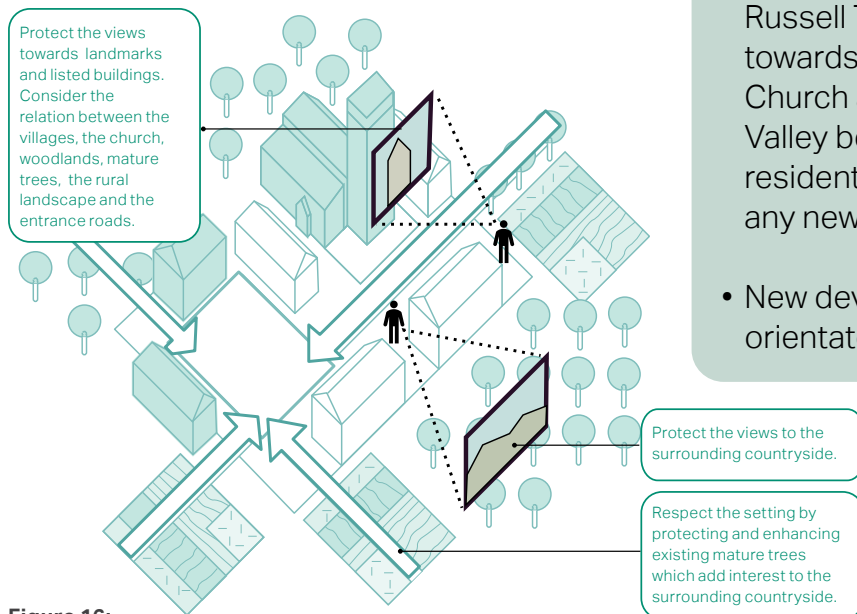 Protect the views
towards landmarks
and listed buildings.
Consider the
relation between the
villages, the church,
woodlands, mature
trees, the rural
landscape and the
entrance roads.
Russell
towards
Church
Valley
resident
any new
• New dev
orientat
Protect the views to the
surrounding countryside.
Respect the setting by
protecting and enhancing
existing mature trees
which add interest to the
surrounding countryside.